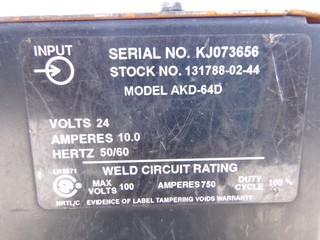 INPUT
SERIAL NO. KJ073656
STOCK NO. 131788-02-44
MODEL AKD-64D
VOLTS 24
AMPERES 10.0
HERTZ 50/60
WELD CIRCUIT RATING
MAX VOLTS 100 AMPERES 750 DUTY CYCLE 100 %
NRTL/C EVIDENCE OF LABEL TAMPERING VOIDS WARRANTY